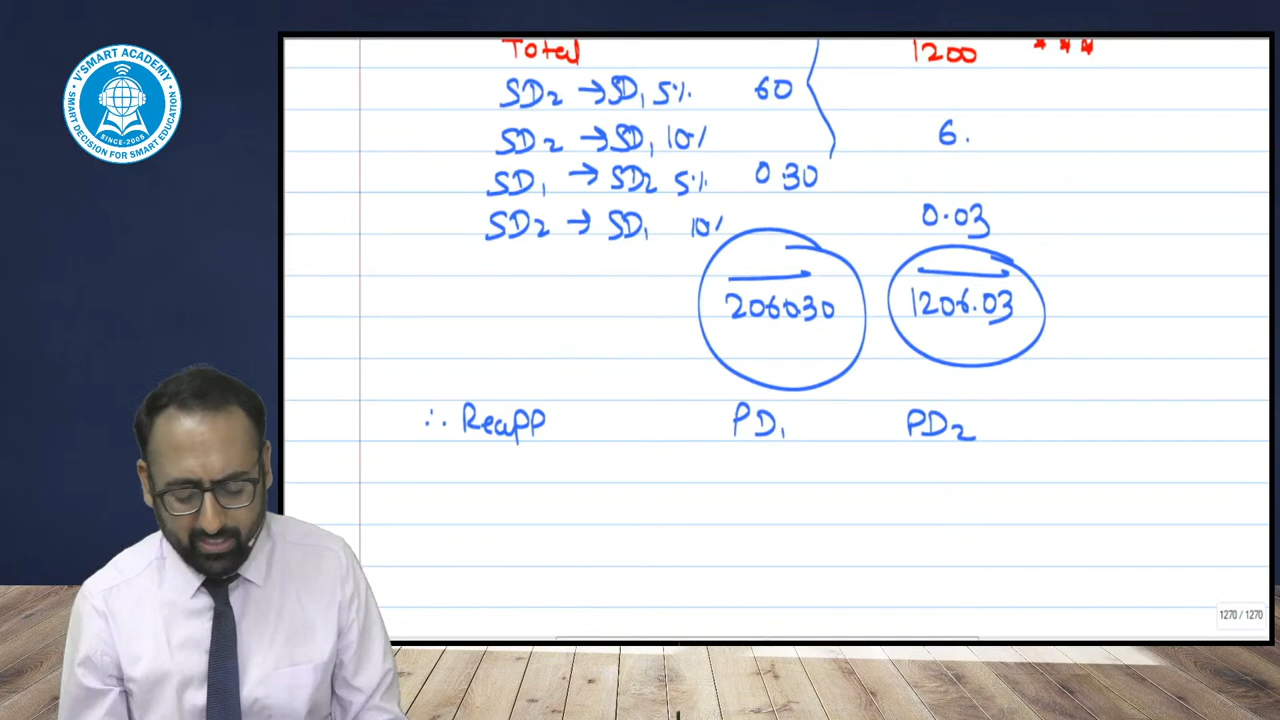 V'SMART ACADEMY
SMART DECISION FOR SMART EDUCATION
SINCE-2005
Total 1200 ***
SD2 → SD1 5% 60
SD2 → SD1 10% 6.
SD1 → SD2 5% 0.30
SD2 → SD1 10% 0.03
206030 1206.03
∴ Reapp PD1 PD2
1270 / 1270